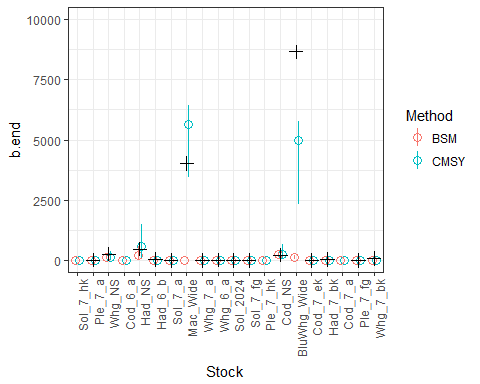 10000
7500
5000
2500
0
b.end
Sol_7_hk
Ple_7_a
Whg_NS
Cod_6_a
Had_NS
Had_6_b
Sol_7_a
Mac_Wide
Whg_7_a
Whg_6_a
Sol_2024
Sol_7_fg
Ple_7_hk
Cod_NS
BluWhg_Wide
Cod_7_ek
Had_7_bk
Cod_7_a
Ple_7_fg
Whg_7_bk
Stock
Method
BSM
CMSY